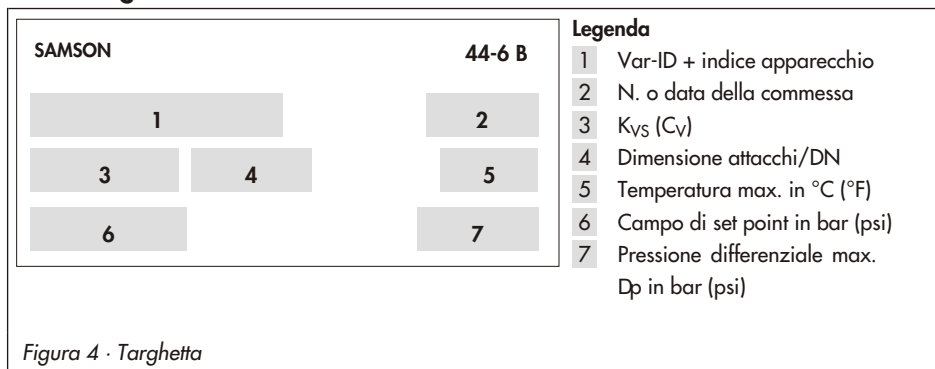 SAMSON 44-6 B
1 2
3 4 5
6 7
Legenda
1 Var-ID + indice apparecchio
2 N. o data della commessa
3 KVS (CV)
4 Dimensione attacchi/DN
5 Temperatura max. in °C (°F)
6 Campo di set point in bar (psi)
7 Pressione differenziale max.
Dp in bar (psi)
Figura 4 · Targhetta